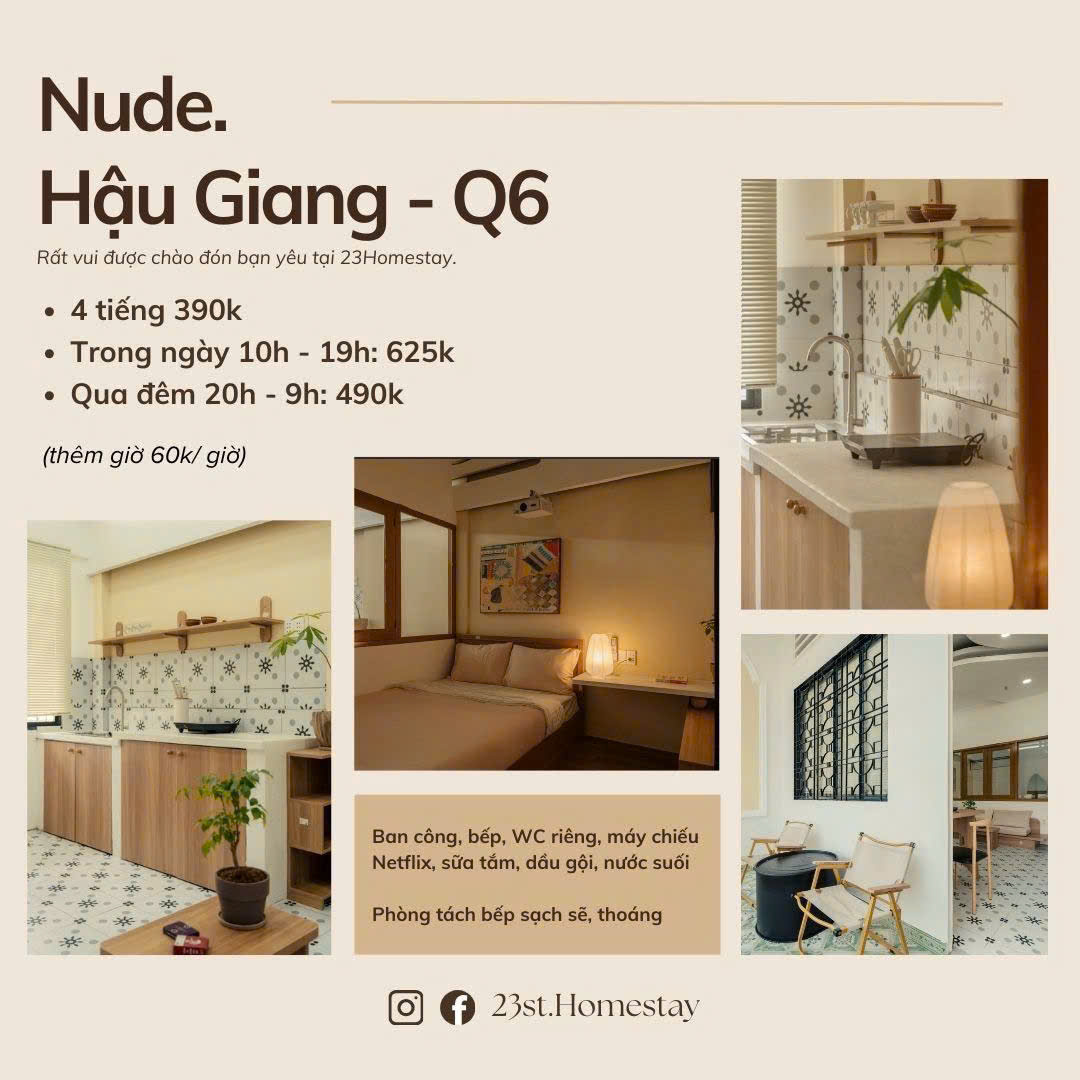 Nude.
Hậu Giang - Q6
Rất vui được chào đón bạn yêu tại 23Homestay.
• 4 tiếng 390k
• Trong ngày 10h - 19h: 625k
• Qua đêm 20h - 9h: 490k
(thêm giờ 60k/ giờ)
Ban công, bếp, WC riêng, máy chiếu
Netflix, sữa tắm, dầu gội, nước suối
Phòng tách bếp sạch sẽ, thoáng
23st.Homestay